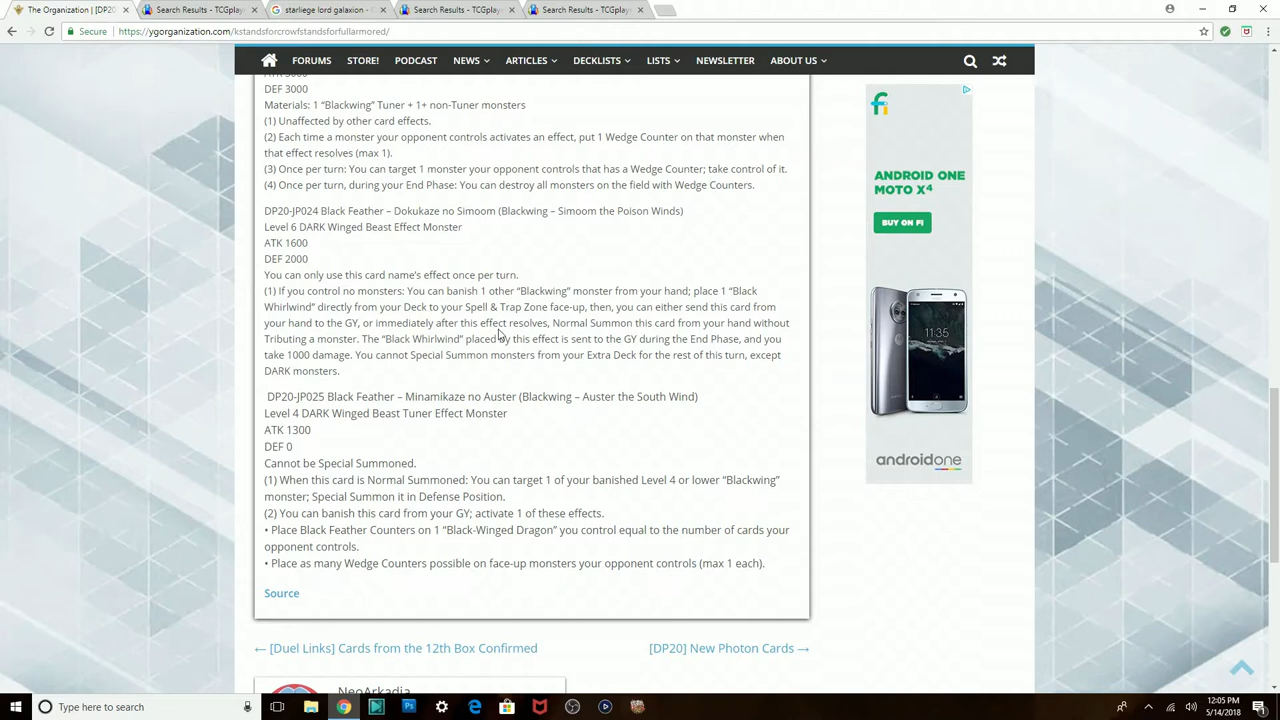 The Organization | [DP20
Search Results - TCGplay
starliege lord galaxion -
Search Results - TCGplay
Search Results - TCGplay
Secure
https://ygorganization.com/kstandsforcrowfstandsforfullarmored/
FORUMS STORE! PODCAST NEWS ARTICLES DECKLISTS LISTS NEWSLETTER ABOUT US
DEF 3000
Materials: 1 “Blackwing” Tuner + 1+ non-Tuner monsters
(1) Unaffected by other card effects.
(2) Each time a monster your opponent controls activates an effect, put 1 Wedge Counter on that monster when
that effect resolves (max 1).
(3) Once per turn: You can target 1 monster your opponent controls that has a Wedge Counter; take control of it.
(4) Once per turn, during your End Phase: You can destroy all monsters on the field with Wedge Counters.
DP20-JP024 Black Feather – Dokukaze no Simoom (Blackwing – Simoom the Poison Winds)
Level 6 DARK Winged Beast Effect Monster
ATK 1600
DEF 2000
You can only use this card name’s effect once per turn.
(1) If you control no monsters: You can banish 1 other “Blackwing” monster from your hand; place 1 “Black
Whirlwind” directly from your Deck to your Spell & Trap Zone face-up, then, you can either send this card from
your hand to the GY, or immediately after this effect resolves, Normal Summon this card from your hand without
Tributing a monster. The “Black Whirlwind” placed by this effect is sent to the GY during the End Phase, and you
take 1000 damage. You cannot Special Summon monsters from your Extra Deck for the rest of this turn, except
DARK monsters.
DP20-JP025 Black Feather – Minamikaze no Auster (Blackwing – Auster the South Wind)
Level 4 DARK Winged Beast Tuner Effect Monster
ATK 1300
DEF 0
Cannot be Special Summoned.
(1) When this card is Normal Summoned: You can target 1 of your banished Level 4 or lower “Blackwing”
monster; Special Summon it in Defense Position.
(2) You can banish this card from your GY; activate 1 of these effects.
• Place Black Feather Counters on 1 “Black-Winged Dragon” you control equal to the number of cards your
opponent controls.
• Place as many Wedge Counters possible on face-up monsters your opponent controls (max 1 each).
Source
← [Duel Links] Cards from the 12th Box Confirmed
[DP20] New Photon Cards →
NeoArkadia
fi
ANDROID ONE
MOTO X4
BUY ON FI
11:35
androidone
Type here to search
12:05 PM
5/14/2018